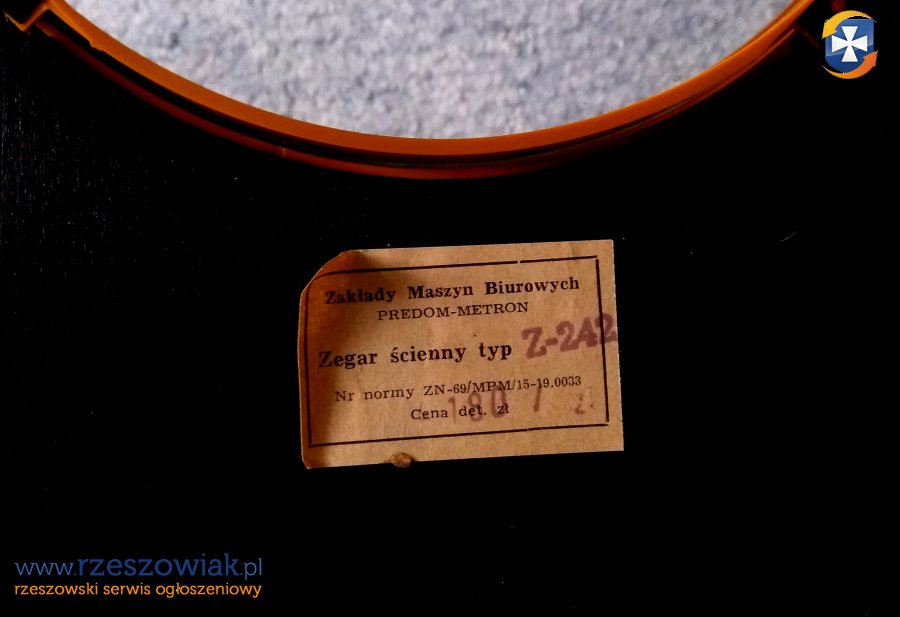 Zakłady Maszyn Biurowych
PREDOM-METRON
Zegar ścienny typ Z-242
Nr normy ZN-69/MPM/15-19.0033
Cena det. zł
www.rzeszowiak.pl
rzeszowski serwis ogłoszeniowy